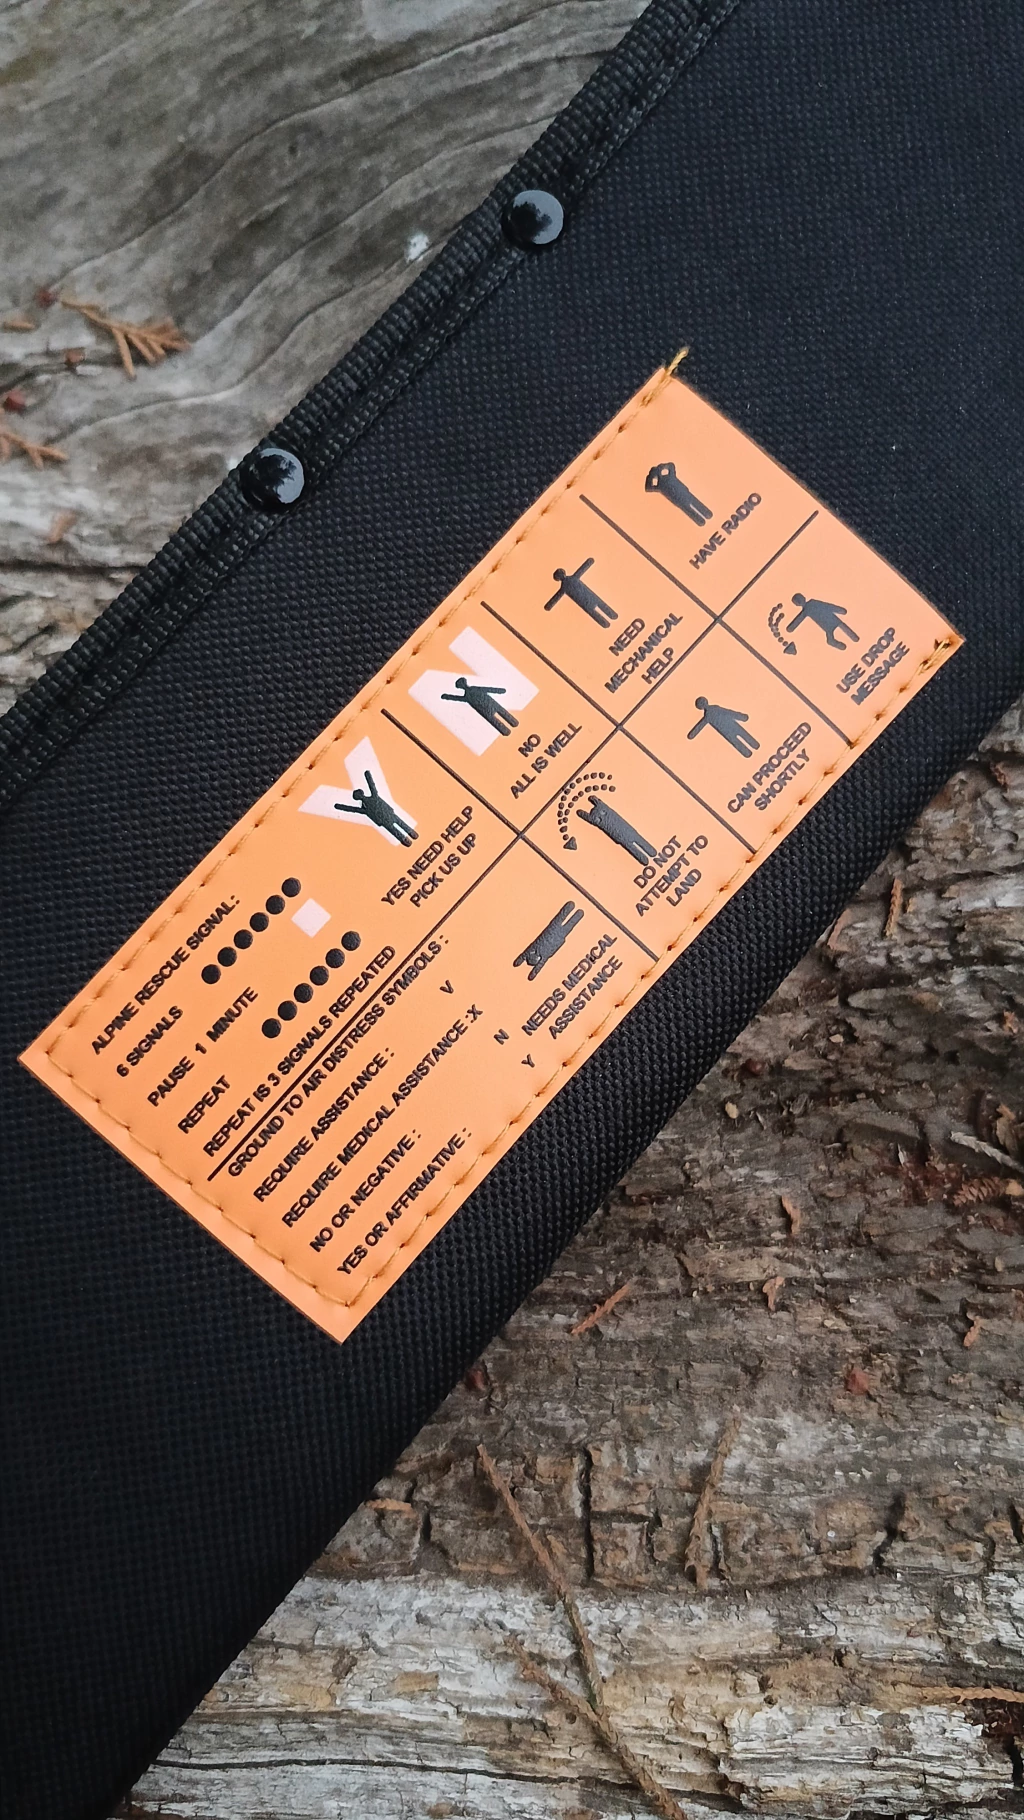 ALPINE RESCUE SIGNAL:
6 SIGNALS
PAUSE 1 MINUTE
REPEAT
REPEAT IS 3 SIGNALS REPEATED
Y
YES NEED HELP
PICK US UP
N
NO
ALL IS WELL
NEED
MECHANICAL
HELP
HAVE RADIO
GROUND TO AIR DISTRESS SYMBOLS :
REQUIRE ASSISTANCE : V
REQUIRE MEDICAL ASSISTANCE :X
NO OR NEGATIVE : N
YES OR AFFIRMATIVE : Y
NEEDS MEDICAL
ASSISTANCE
DO NOT
ATTEMPT TO
LAND
CAN PROCEED
SHORTLY
USE DROP
MESSAGE